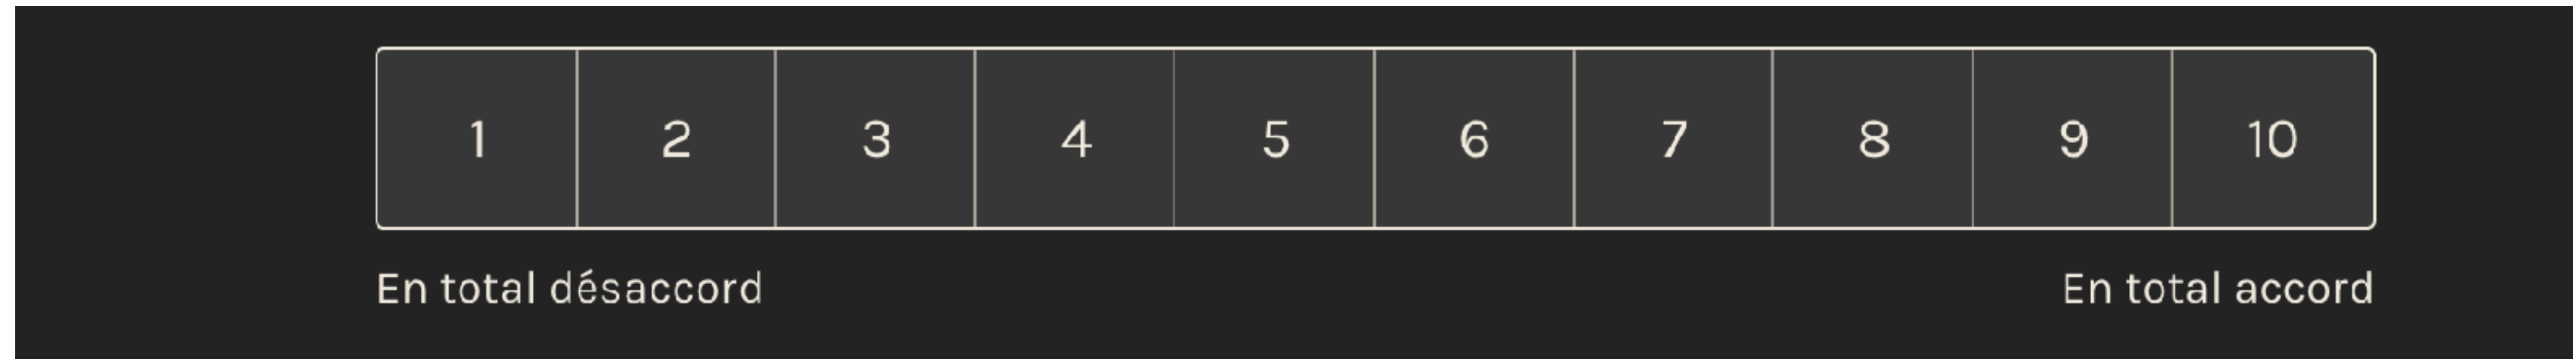 1 2 3 4 5 6 7 8 9 10
En total désaccord En total accord